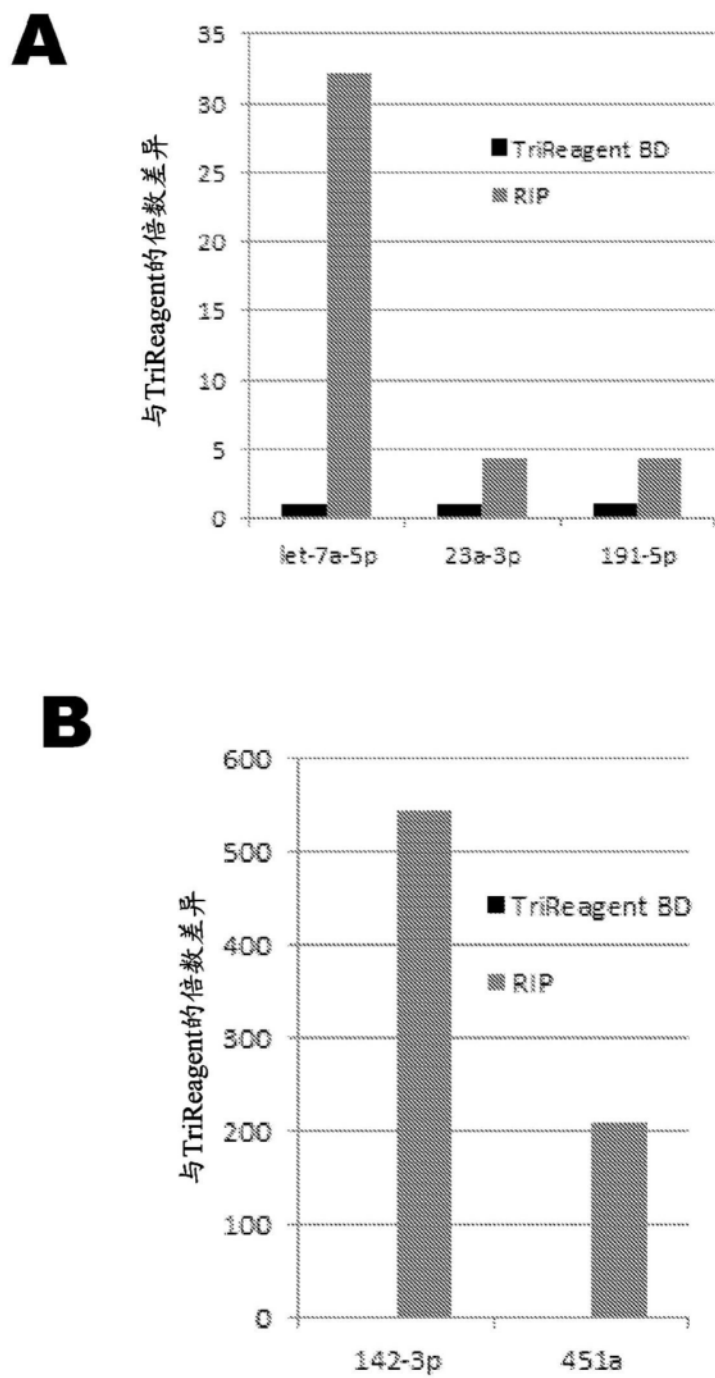 A
与TriReagent的倍数差异
35
30
25
20
15
10
5
0
TriReagent BD
RIP
let-7a-5p 23a-3p 191-5p
B
与TriReagent的倍数差异
600
500
400
300
200
100
0
TriReagent BD
RIP
142-3p 451a